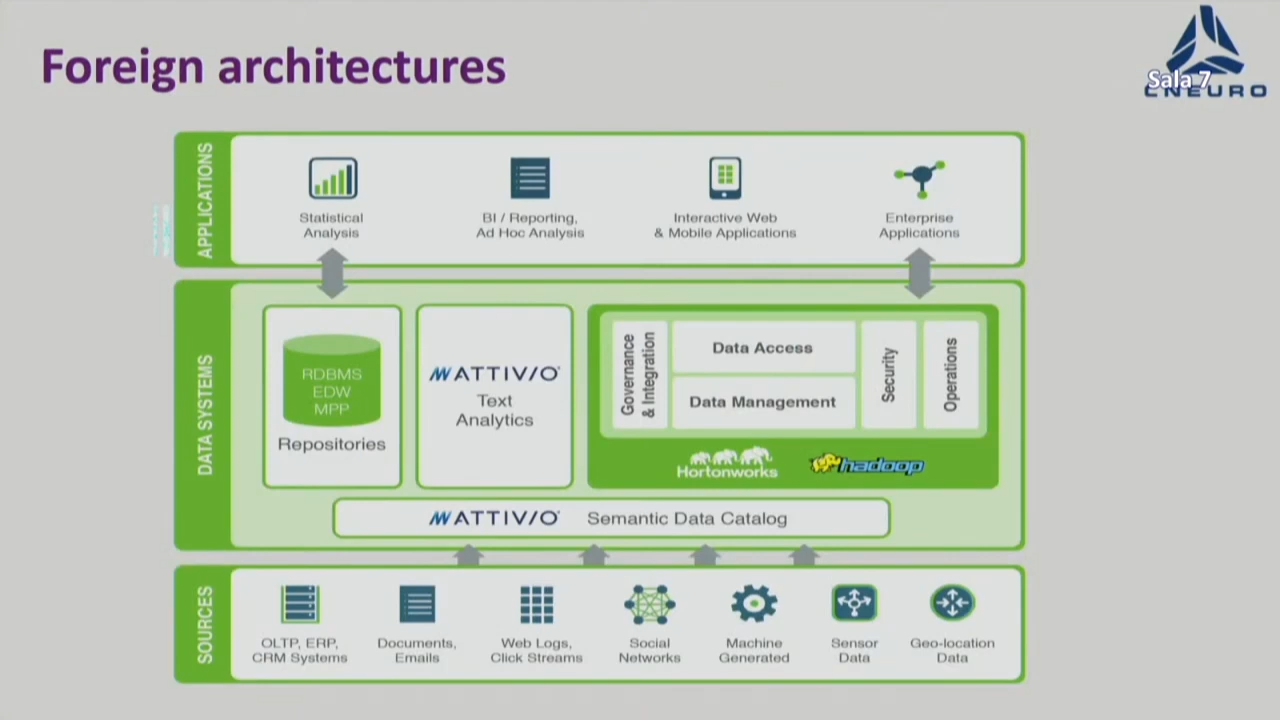 Foreign architectures
Sala 7
CNEURO
APPLICATIONS
Statistical
Analysis
BI / Reporting,
Ad Hoc Analysis
Interactive Web
& Mobile Applications
Enterprise
Applications
DATA SYSTEMS
RDBMS
EDW
MPP
Repositories
ATTIVIO
Text
Analytics
Governance
& Integration
Data Access
Data Management
Security
Operations
Hortonworks
hadoop
ATTIVIO Semantic Data Catalog
SOURCES
OLTP, ERP,
CRM Systems
Documents,
Emails
Web Logs,
Click Streams
Social
Networks
Machine
Generated
Sensor
Data
Geo-location
Data